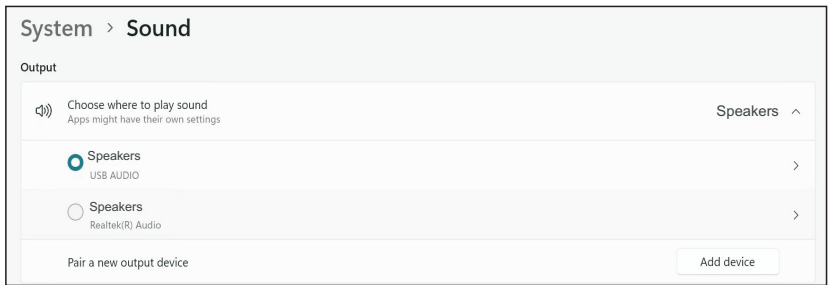 System > Sound
Output
Choose where to play sound
Apps might have their own settings
Speakers
Speakers
USB AUDIO
Speakers
Realtek(R) Audio
Pair a new output device
Add device